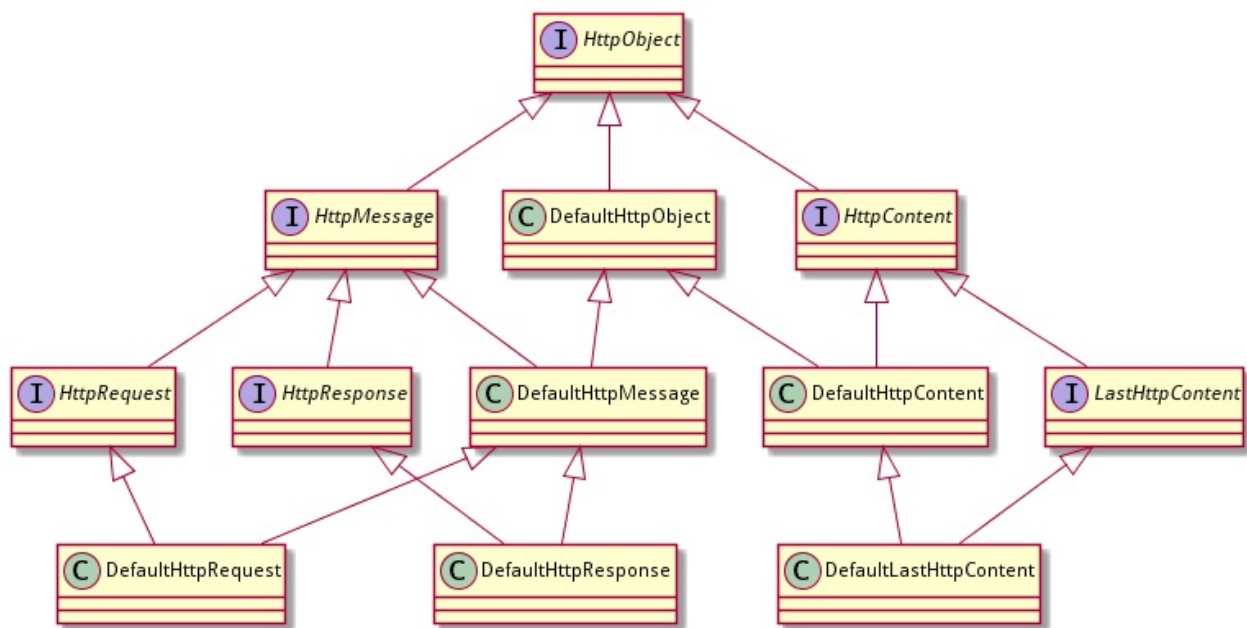 I HttpObject
I HttpMessage
C DefaultHttpObject
I HttpContent
I HttpRequest
I HttpResponse
C DefaultHttpMessage
C DefaultHttpContent
I LastHttpContent
C DefaultHttpRequest
C DefaultHttpResponse
C DefaultLastHttpContent